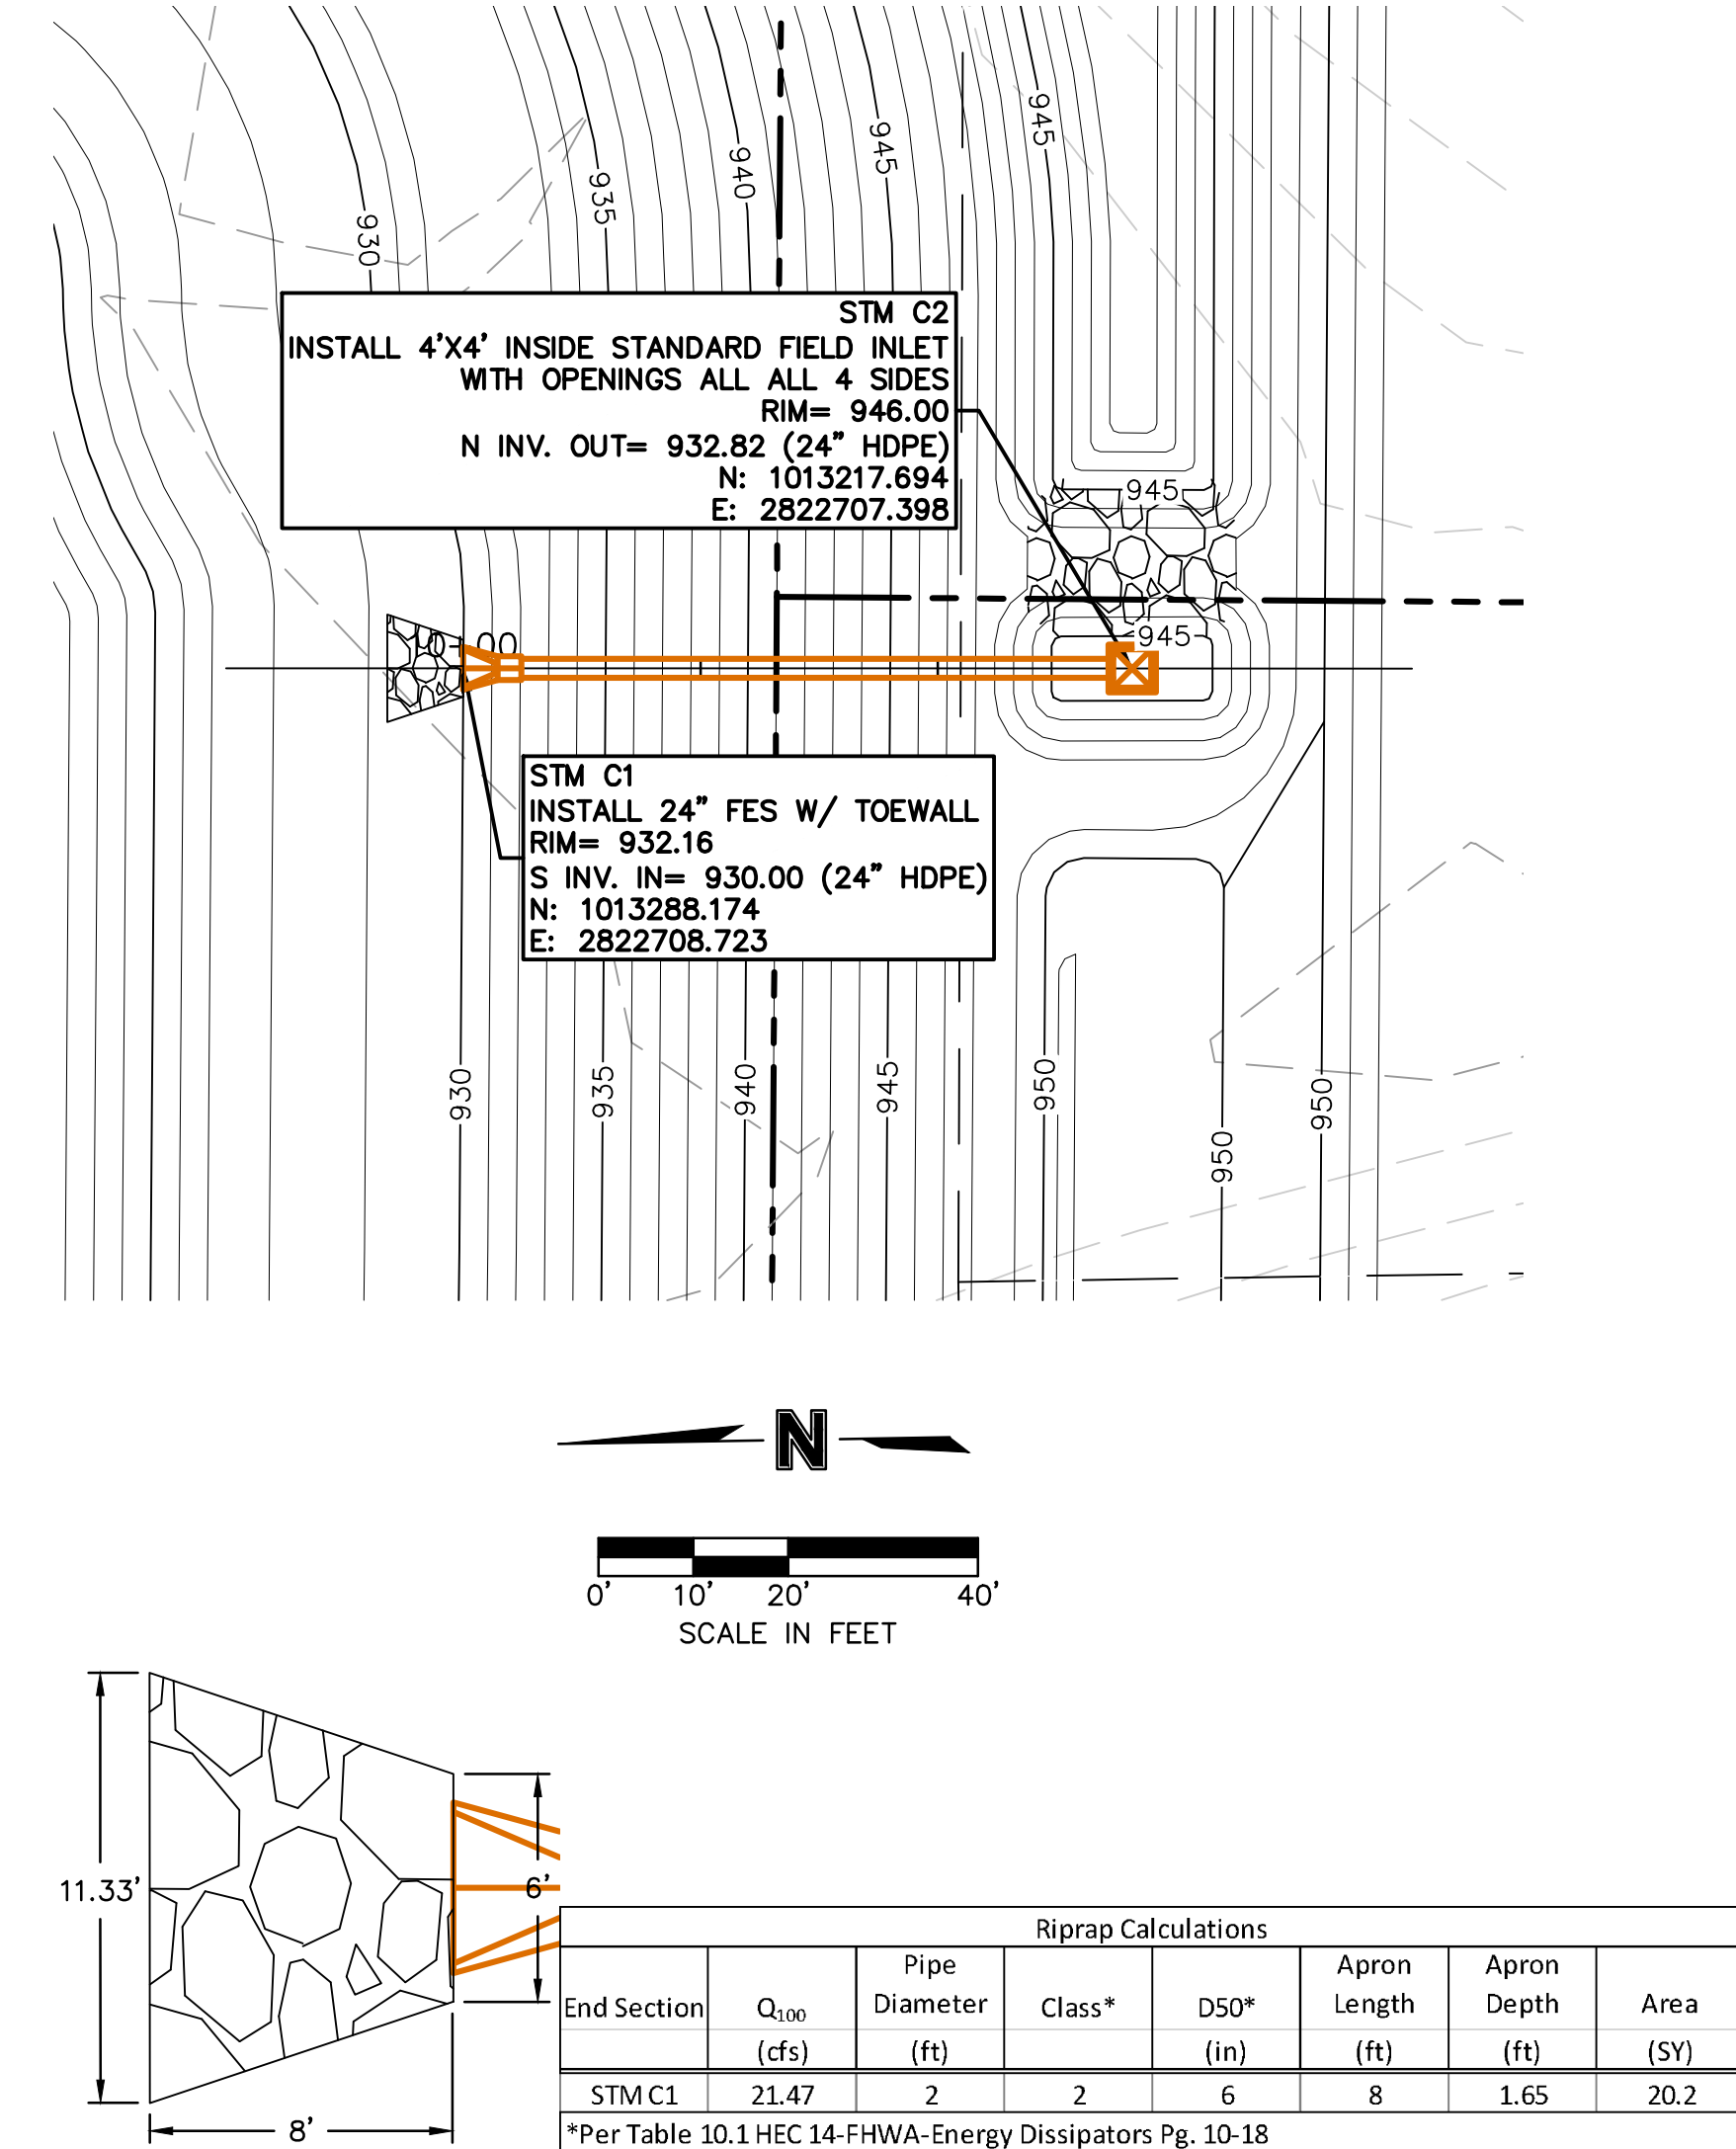 945
945
940
935
930
STM C2
INSTALL 4'X4' INSIDE STANDARD FIELD INLET
WITH OPENINGS ALL ALL 4 SIDES
RIM= 946.00
N INV. OUT= 932.82 (24" HDPE)
N: 1013217.694
E: 2822707.398
945
945
STM C1
INSTALL 24" FES W/ TOEWALL
RIM= 932.16
S INV. IN= 930.00 (24" HDPE)
N: 1013288.174
E: 2822708.723
930
935
940
945
950
950
950
N
0' 10' 20' 40'
SCALE IN FEET
11.33'
6'
8'
Riprap Calculations
End Section Q100 Pipe Diameter Class* D50* Apron Length Apron Depth Area
(cfs) (ft) (in) (ft) (ft) (SY)
STM C1 21.47 2 2 6 8 1.65 20.2
*Per Table 10.1 HEC 14-FHWA-Energy Dissipators Pg. 10-18